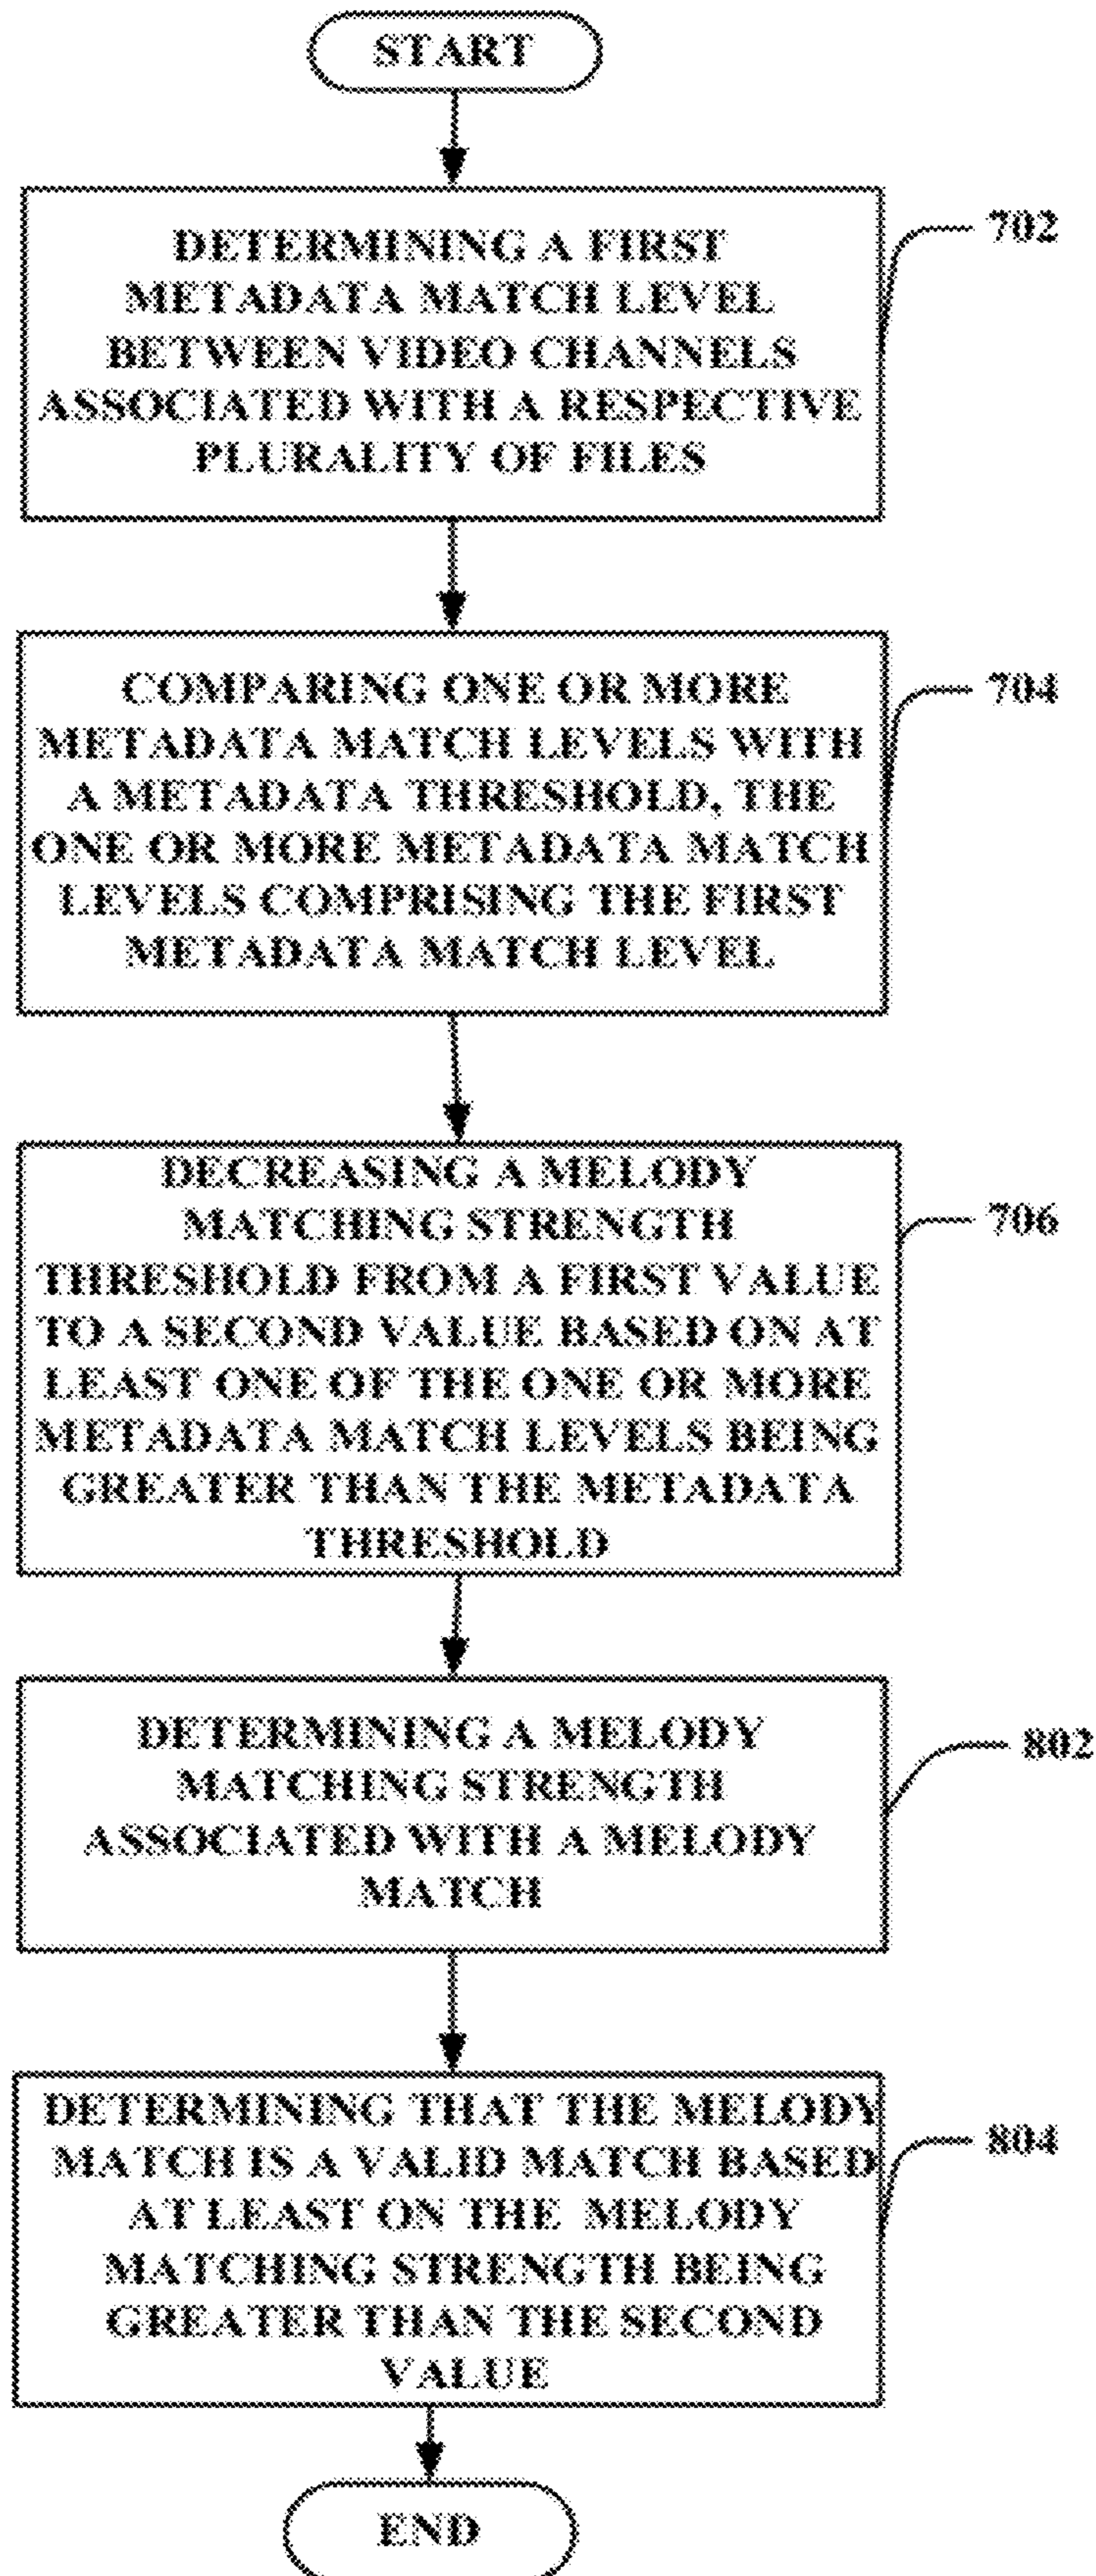 START
DETERMINING A FIRST
METADATA MATCH LEVEL
BETWEEN VIDEO CHANNELS
ASSOCIATED WITH A RESPECTIVE
PLURALITY OF FILES
702
COMPARING ONE OR MORE
METADATA MATCH LEVELS WITH
A METADATA THRESHOLD, THE
ONE OR MORE METADATA MATCH
LEVELS COMPRISING THE FIRST
METADATA MATCH LEVEL
704
DECREASING A MELODY
MATCHING STRENGTH
THRESHOLD FROM A FIRST VALUE
TO A SECOND VALUE BASED ON AT
LEAST ONE OF THE ONE OR MORE
METADATA MATCH LEVELS BEING
GREATER THAN THE METADATA
THRESHOLD
706
DETERMINING A MELODY
MATCHING STRENGTH
ASSOCIATED WITH A MELODY
MATCH
802
DETERMINING THAT THE MELODY
MATCH IS A VALID MATCH BASED
AT LEAST ON THE MELODY
MATCHING STRENGTH BEING
GREATER THAN THE SECOND
VALUE
804
END